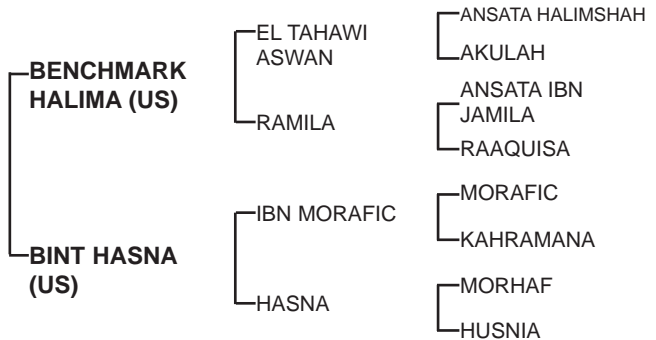 BENCHMARK
HALIMA (US)
EL TAHAWI
ASWAN
ANSATA HALIMSHAH
AKULAH
RAMILA
ANSATA IBN
JAMILA
RAAQUISA
BINT HASNA
(US)
IBN MORAFIC
MORAFIC
KAHRAMANA
HASNA
MORHAF
HUSNIA